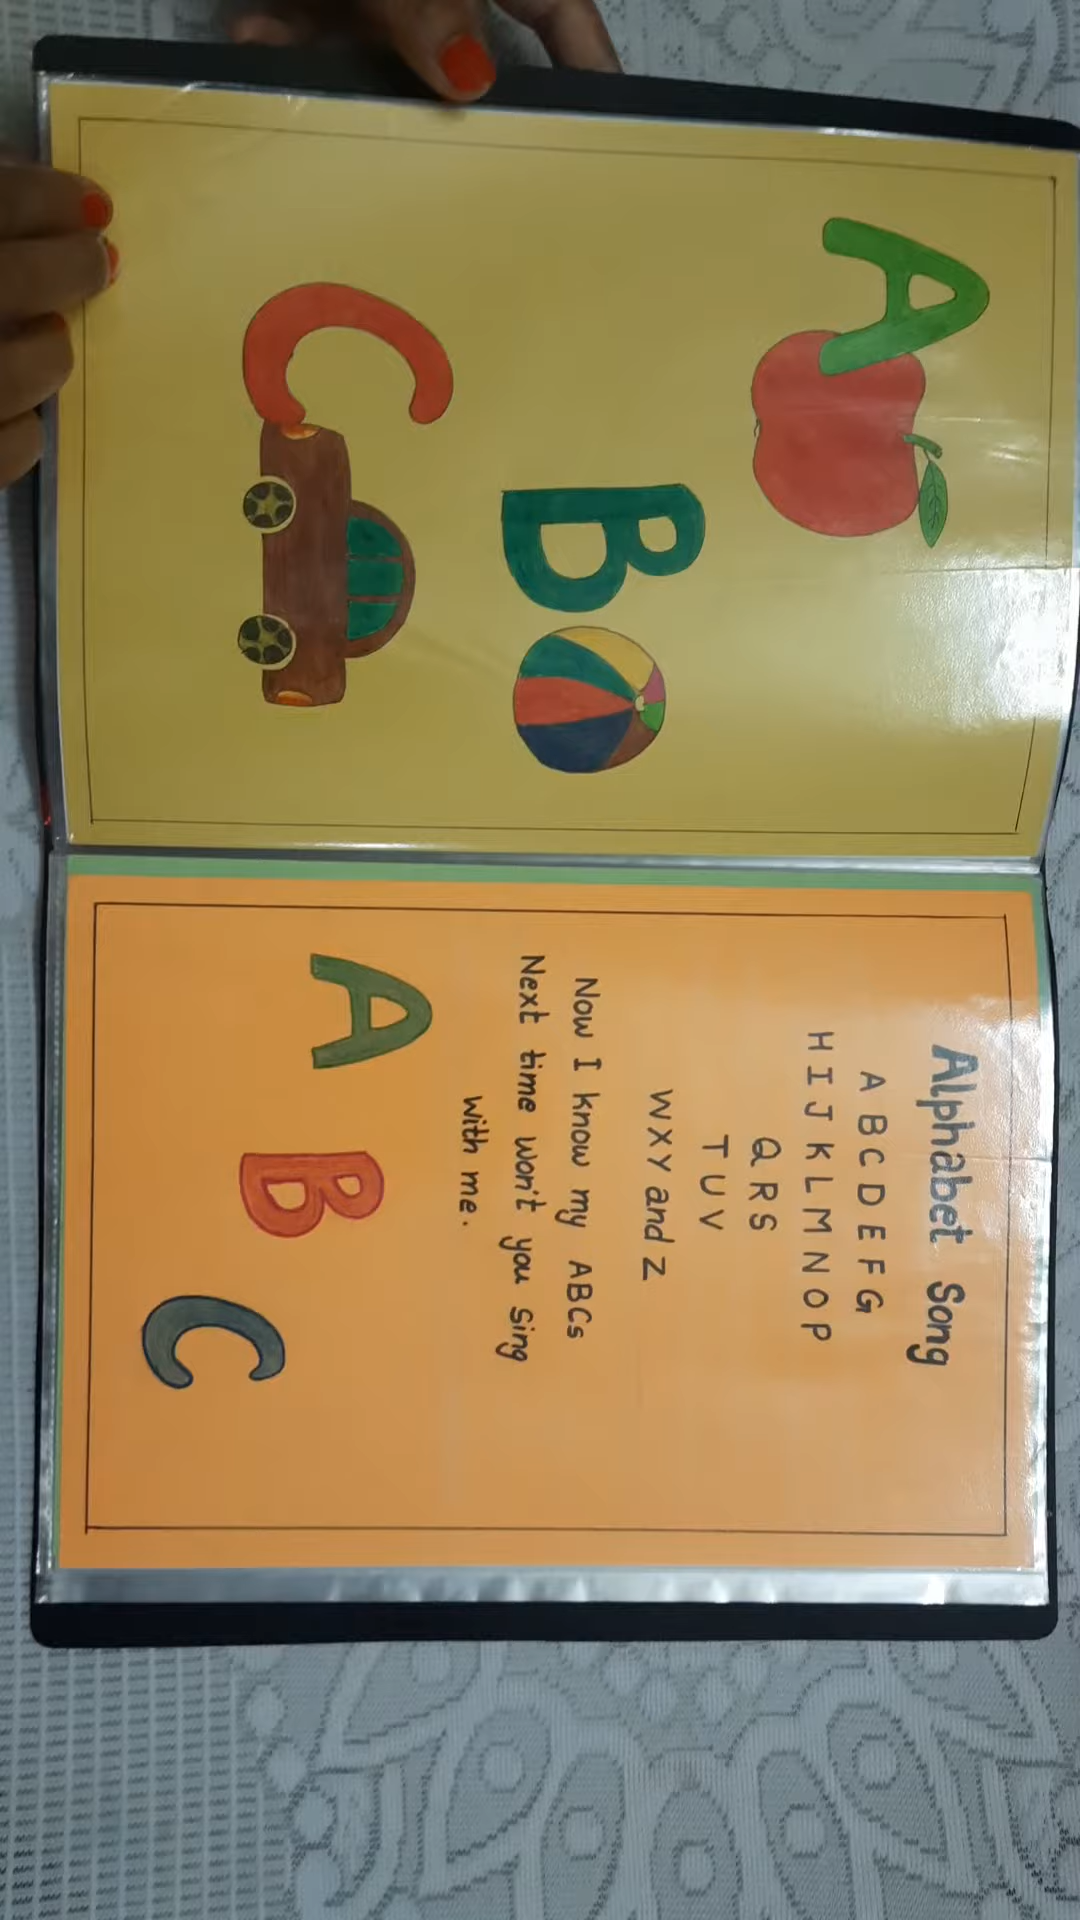 A
B
C
Alphabet Song
A B C D E F G
H I J K L M N O P
Q R S
T U V
W X Y and Z
Now I know my ABCs
Next time won't you Sing
with me.
A B C